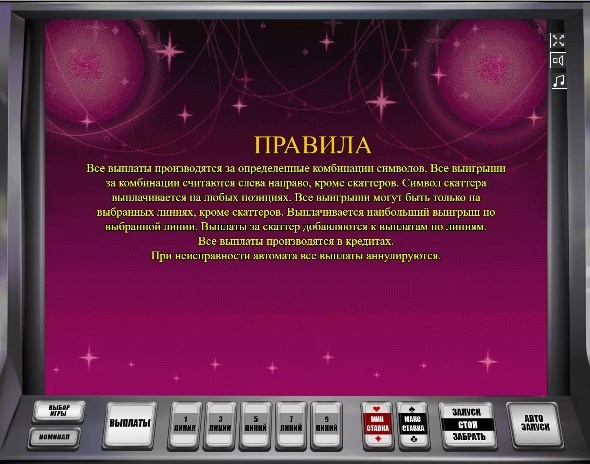 ПРАВИЛА
Все выплаты производятся за определенные комбинации символов. Все выигрыши
за комбинации считаются слева направо, кроме скаттеров. Символ скаттера
выплачивается на любых позициях. Все выигрыши могут быть только на
выбранных линиях, кроме скаттеров. Выплачивается наибольший выигрыш по
выбранной линии. Выплаты за скаттер добавляются к выплатам по линиям.
Все выплаты производятся в кредитах.
При неисправности автомата все выплаты аннулируются.
ВЫБОР
ИГРЫ
НОМИНАЛ
ВЫПЛАТЫ
1
ЛИНИЯ
3
ЛИНИИ
5
ЛИНИЙ
7
ЛИНИЙ
9
ЛИНИЙ
МИН
СТАВКА
МАКС
СТАВКА
ЗАПУСК
СТОП
ЗАБРАТЬ
АВТО
ЗАПУСК